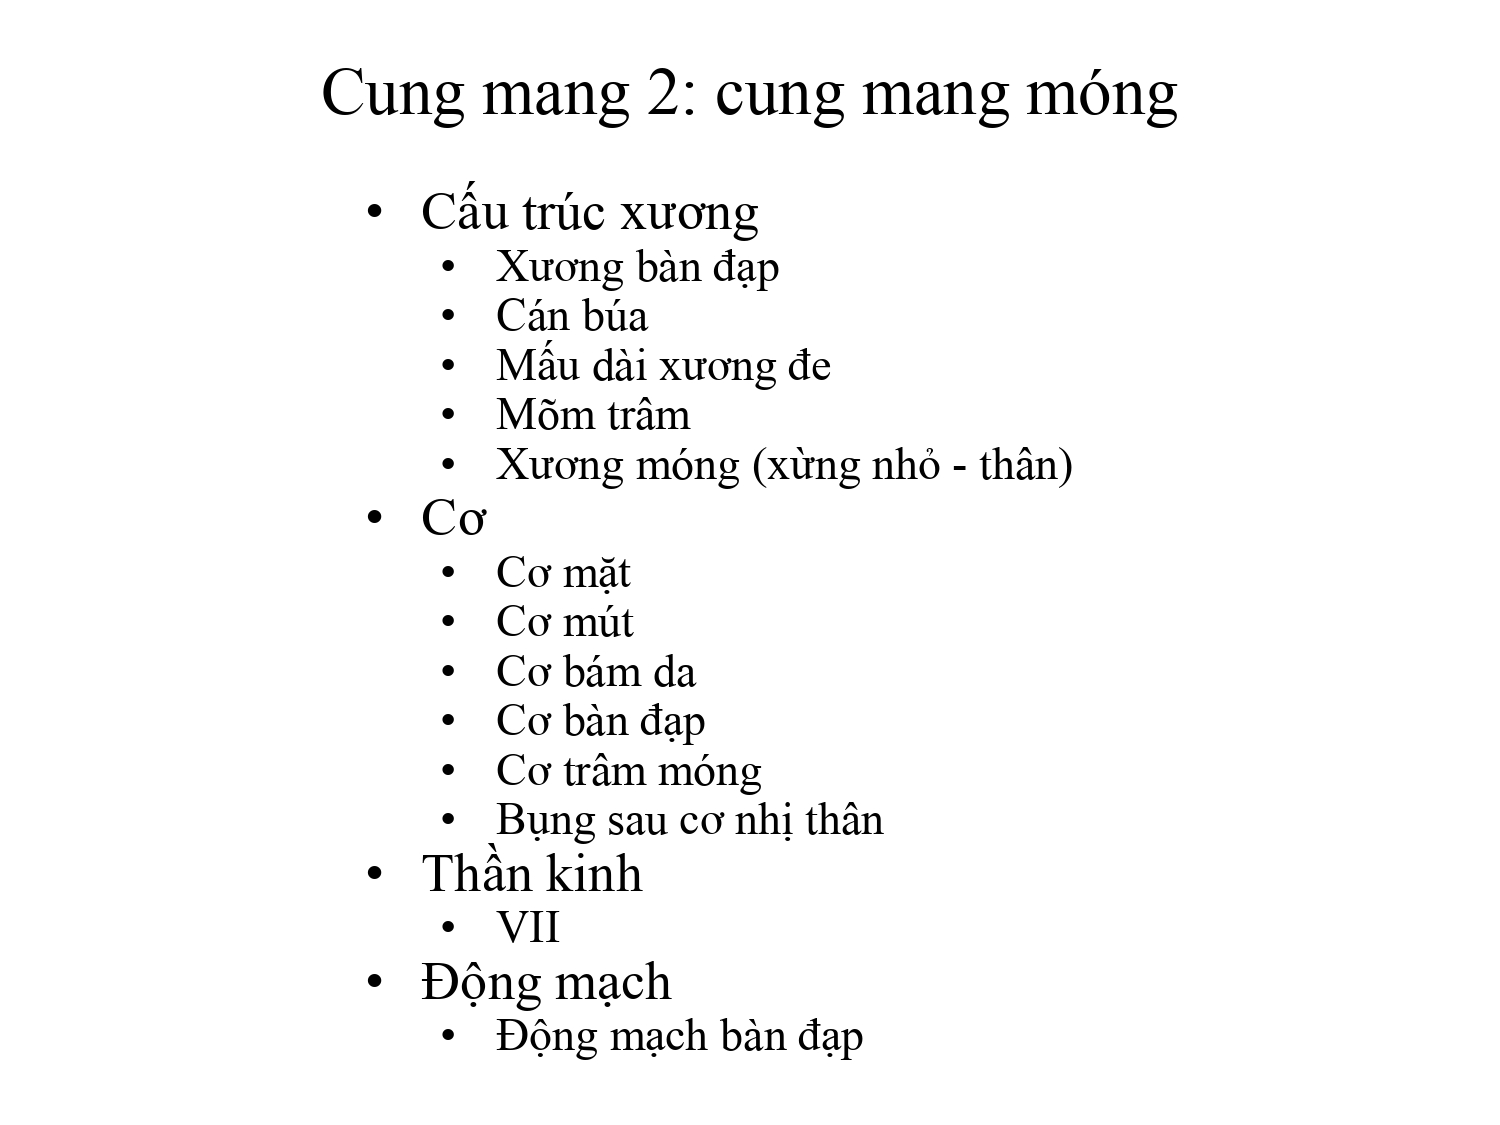 Cung mang 2: cung mang móng
• Cấu trúc xương
• Xương bàn đạp
• Cán búa
• Mấu dài xương đe
• Mõm trâm
• Xương móng (xừng nhỏ - thân)
• Cơ
• Cơ mặt
• Cơ mút
• Cơ bám da
• Cơ bàn đạp
• Cơ trâm móng
• Bụng sau cơ nhị thân
• Thần kinh
• VII
• Động mạch
• Động mạch bàn đạp